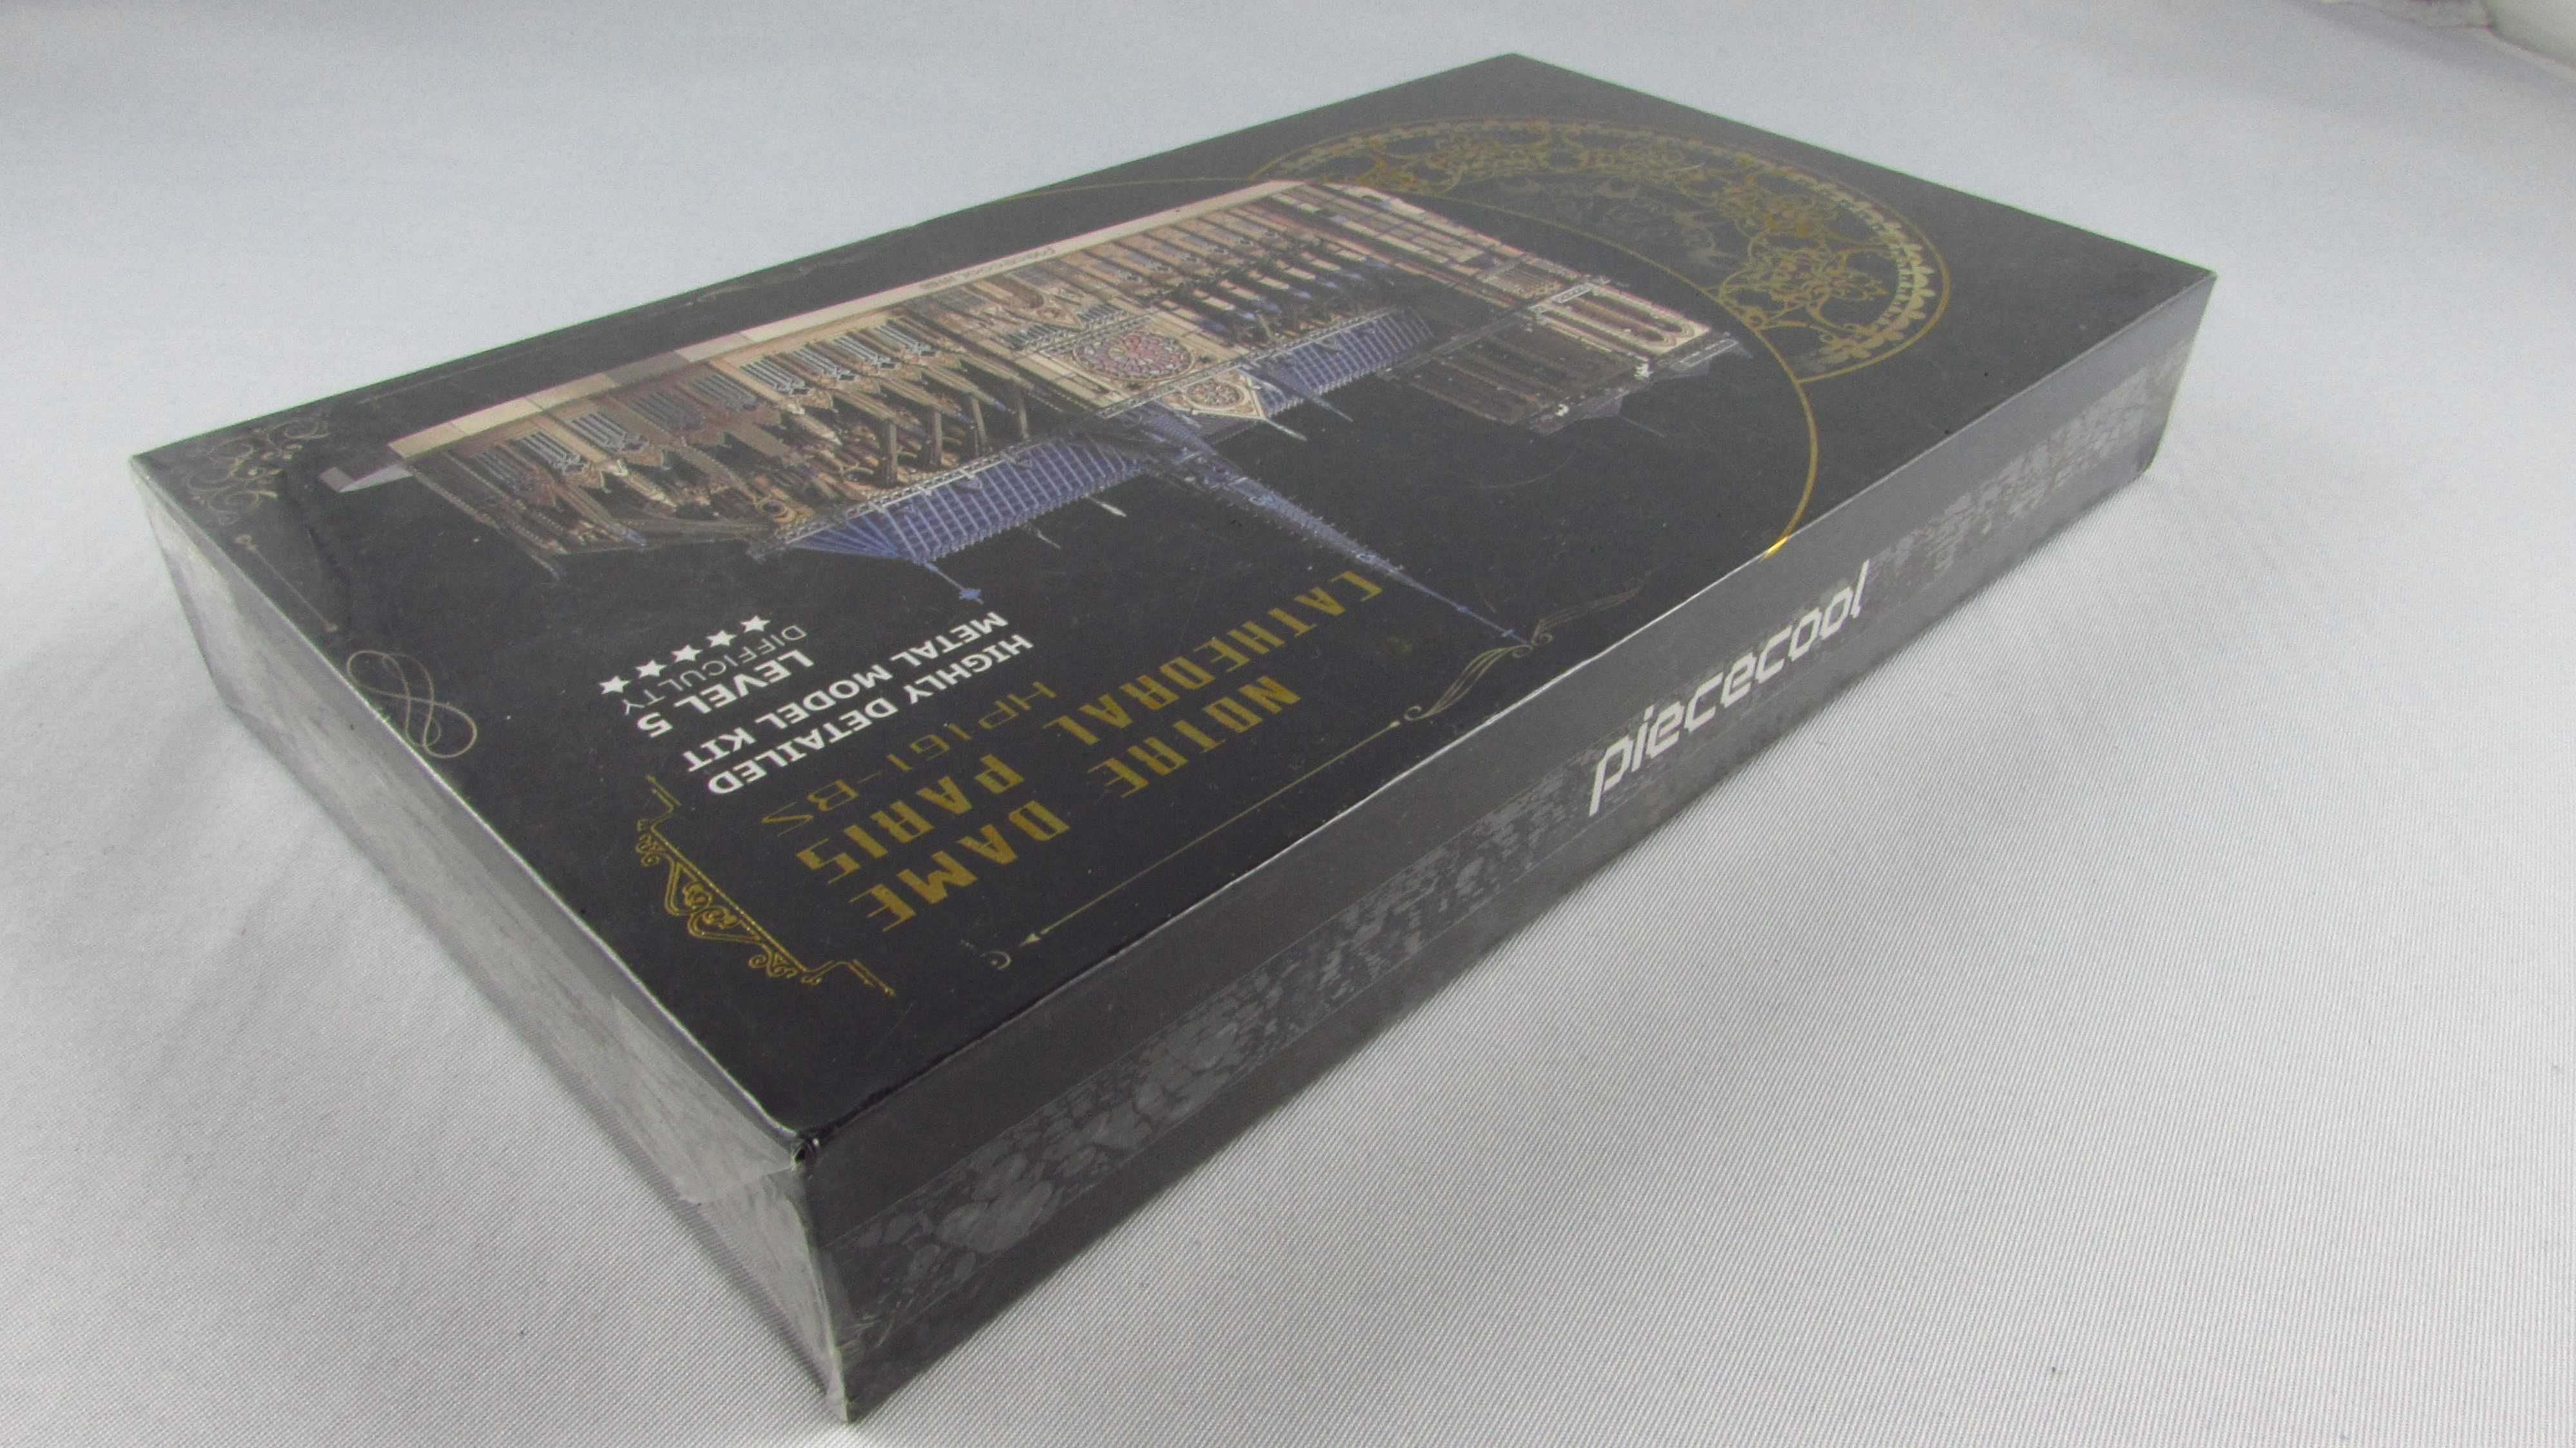 NOTRE DAME
CATHEDRAL PARIS
HP161-BS
HIGHLY DETAILED
METAL MODEL KIT
LEVEL 5
DIFFICULTY
piececool